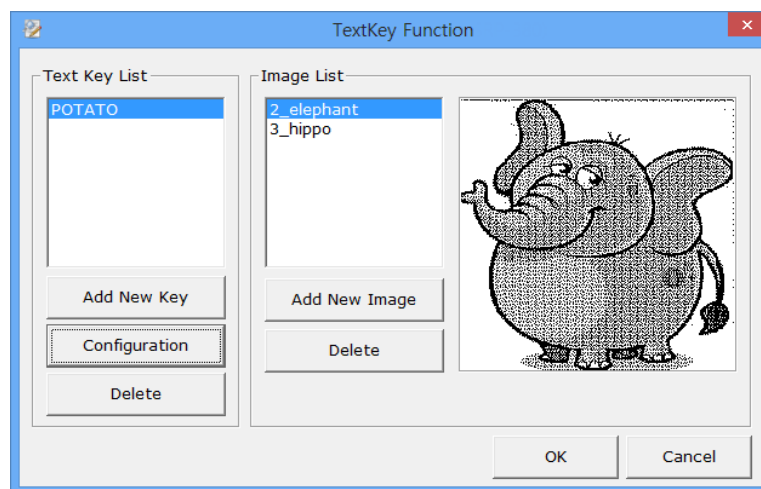 TextKey Function
Text Key List
POTATO
Add New Key
Configuration
Delete
Image List
2_elephant
3_hippo
Add New Image
Delete
OK
Cancel